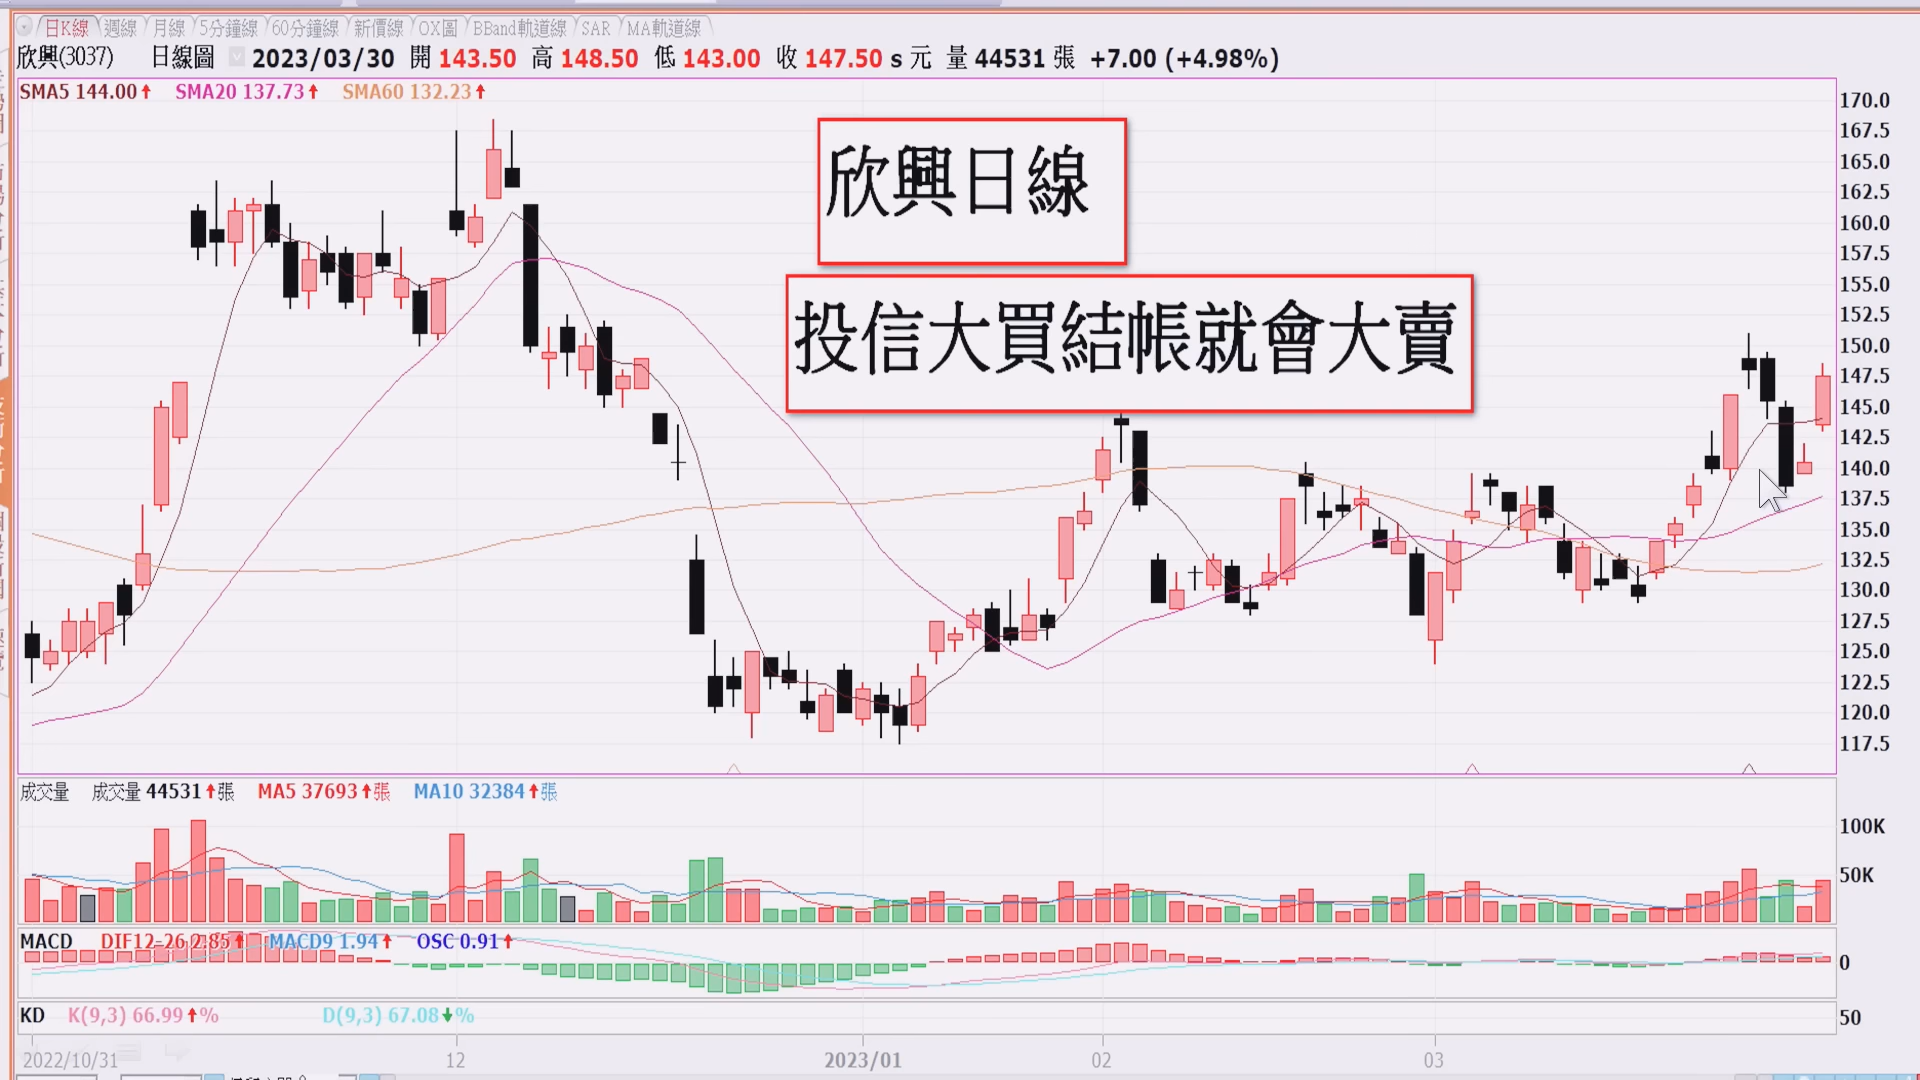 日K線 週線 月線 5分鐘線 60分鐘線 新價線 OX圖 BBand軌道線 SAR MA軌道線
欣興(3037) 日線圖 2023/03/30 開 143.50 高 148.50 低 143.00 收 147.50 s 元 量 44531 張 +7.00 (+4.98%)
SMA5 144.00↑ SMA20 137.73↑ SMA60 132.23↑
欣興日線
投信大買結帳就會大賣
170.0
167.5
165.0
162.5
160.0
157.5
155.0
152.5
150.0
147.5
145.0
142.5
140.0
137.5
135.0
132.5
130.0
127.5
125.0
122.5
120.0
117.5
成交量 成交量 44531↑張 MA5 37693↑張 MA10 32384↑張
100K
50K
MACD DIF12-26 2.85↑ MACD9 1.94↑ OSC 0.91↑
0
KD K(9,3) 66.99↑% D(9,3) 67.08↓%
50
2022/10/31 12 2023/01 02 03